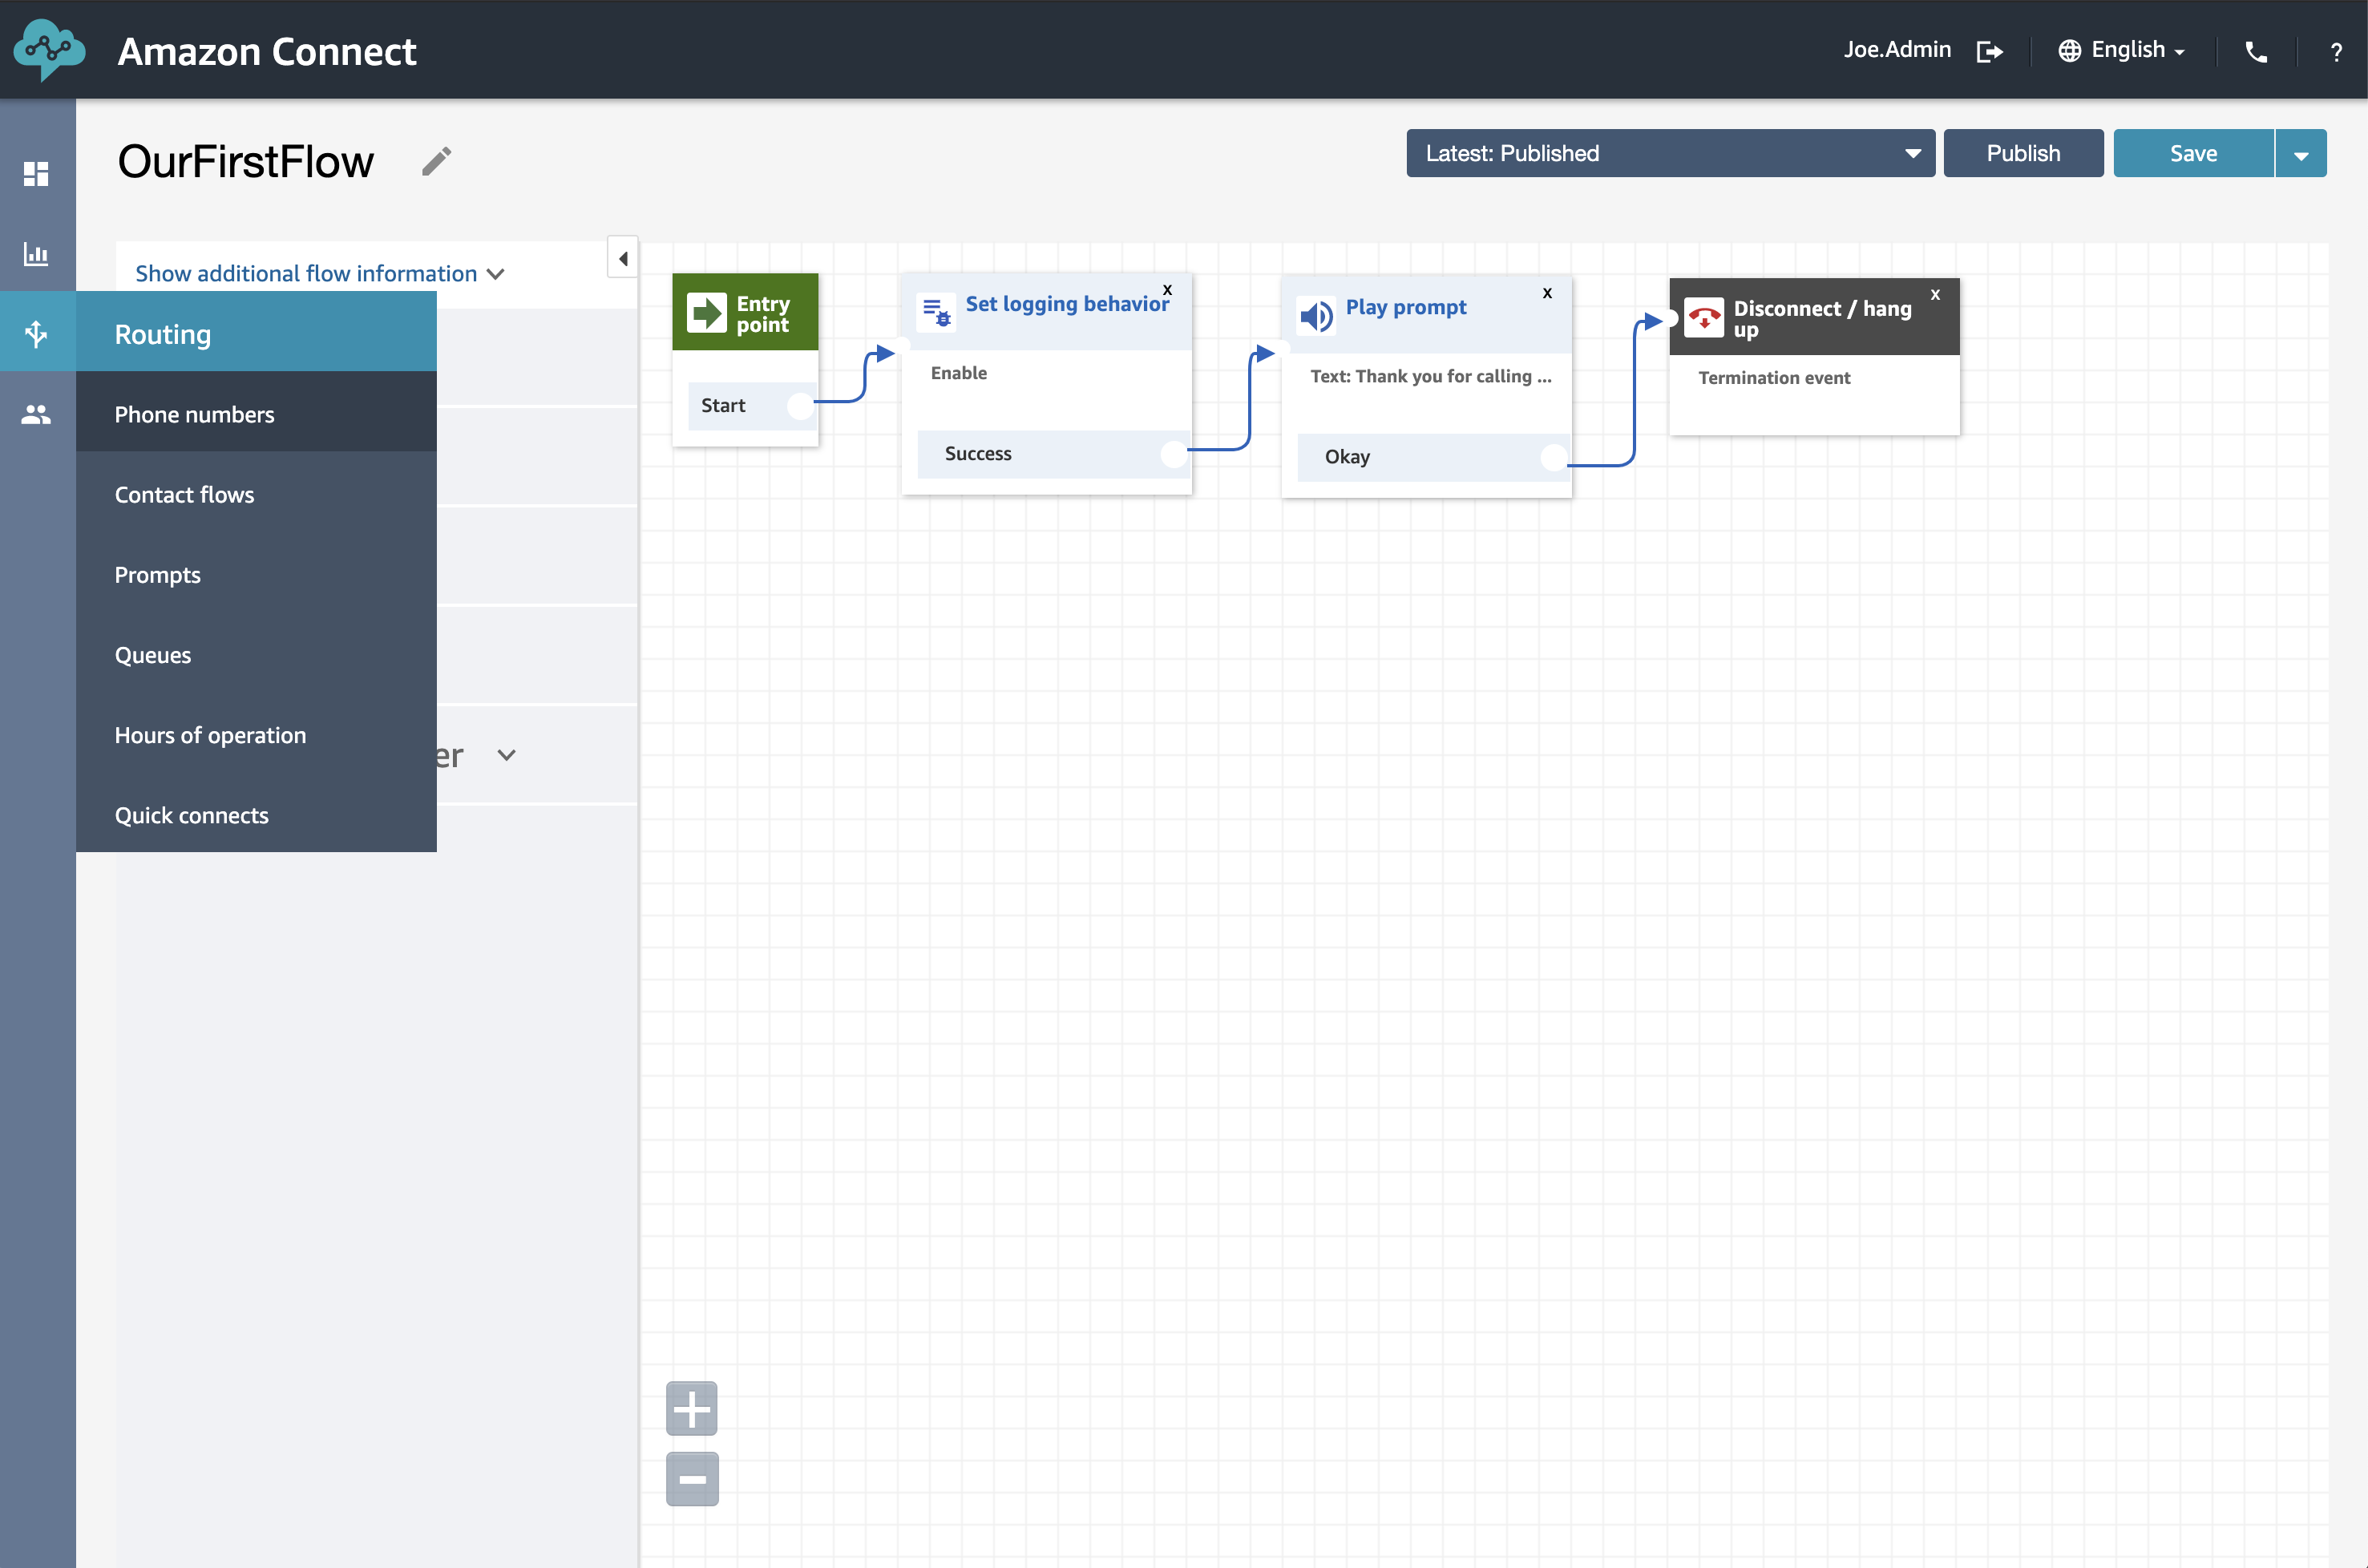 Amazon Connect
Joe.Admin
English
?
OurFirstFlow
Latest: Published
Publish
Save
Show additional flow information
Routing
Phone numbers
Contact flows
Prompts
Queues
Hours of operation
Quick connects
er
Entry
point
Start
Set logging behavior
x
Enable
Success
Play prompt
x
Text: Thank you for calling ...
Okay
Disconnect / hang
up
x
Termination event